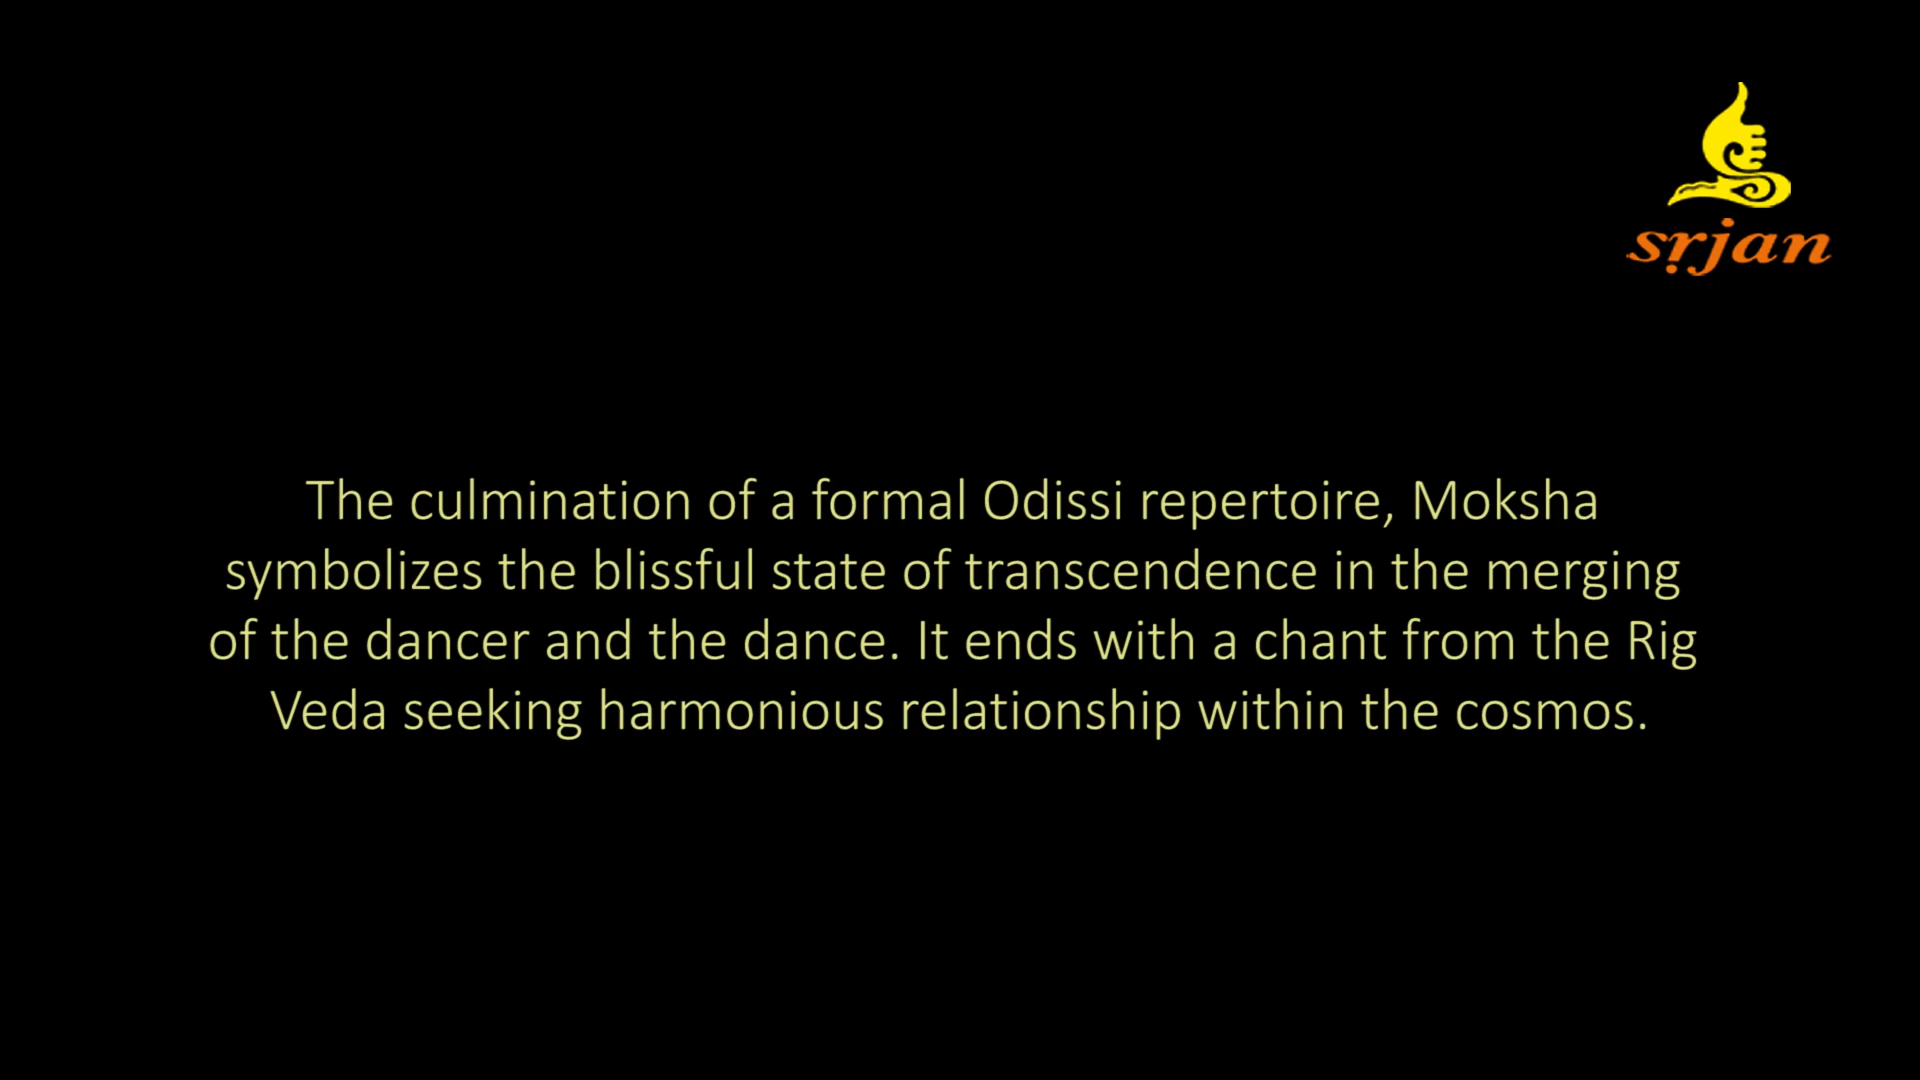 srjan
The culmination of a formal Odissi repertoire, Moksha
symbolizes the blissful state of transcendence in the merging
of the dancer and the dance. It ends with a chant from the Rig
Veda seeking harmonious relationship within the cosmos.